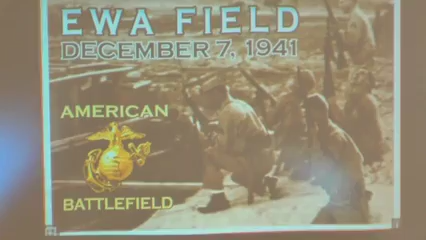 EWA FIELD
DECEMBER 7, 1941
AMERICAN
BATTLEFIELD